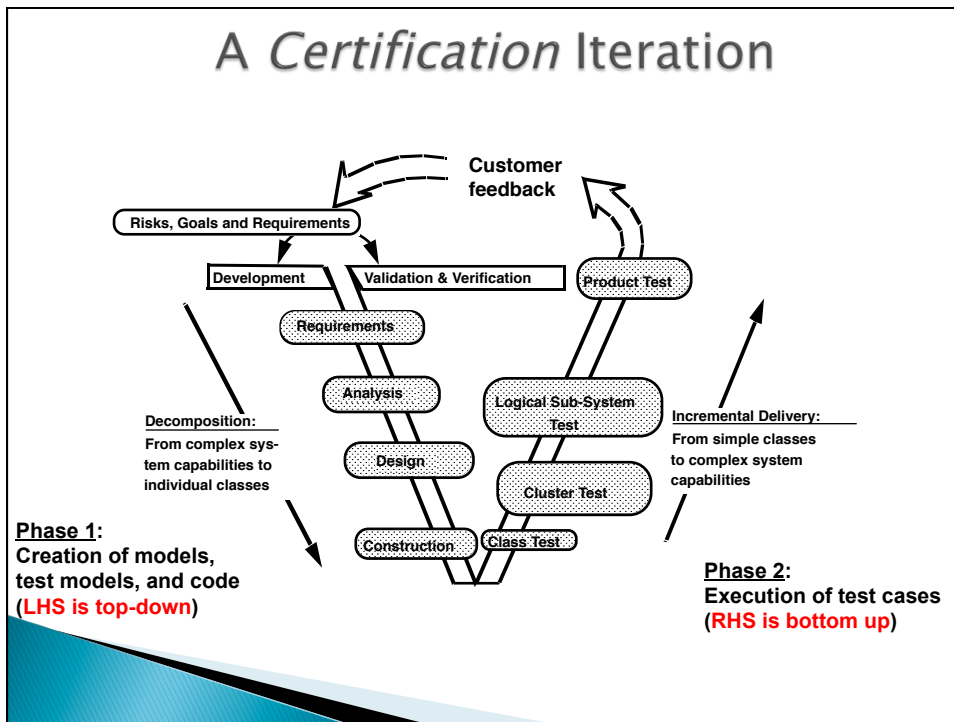 A Certification Iteration
Customer
feedback
Risks, Goals and Requirements
Development
Validation & Verification
Product Test
Requirements
Analysis
Logical Sub-System
Test
Decomposition:
From complex sys-
tem capabilities to
individual classes
Incremental Delivery:
From simple classes
to complex system
capabilities
Design
Cluster Test
Construction
Class Test
Phase 1:
Creation of models,
test models, and code
(LHS is top-down)
Phase 2:
Execution of test cases
(RHS is bottom up)